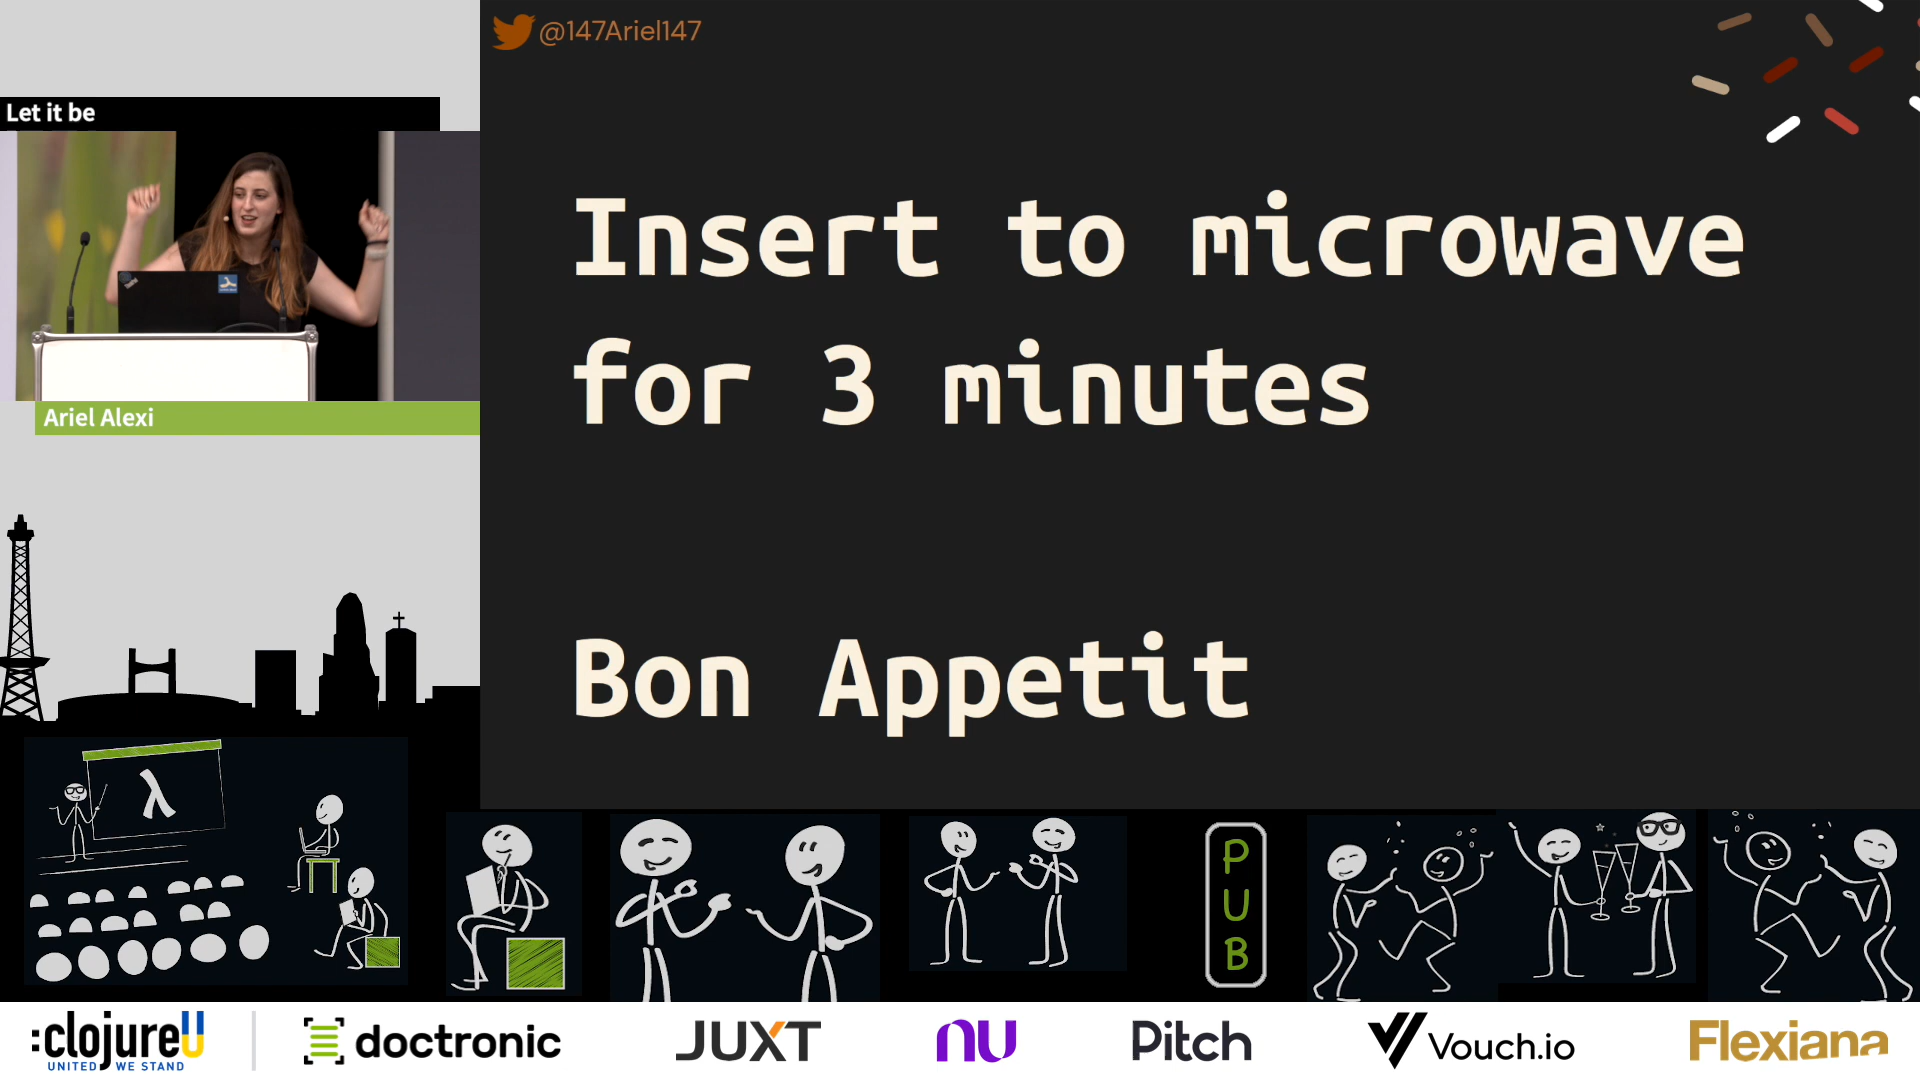 @147Ariel147
Let it be
Insert to microwave
for 3 minutes
Bon Appetit
Ariel Alexi
λ
PUB
:clojureU
UNITED WE STAND
doctronic
JUXT
nu
Pitch
Vouch.io
Flexiana